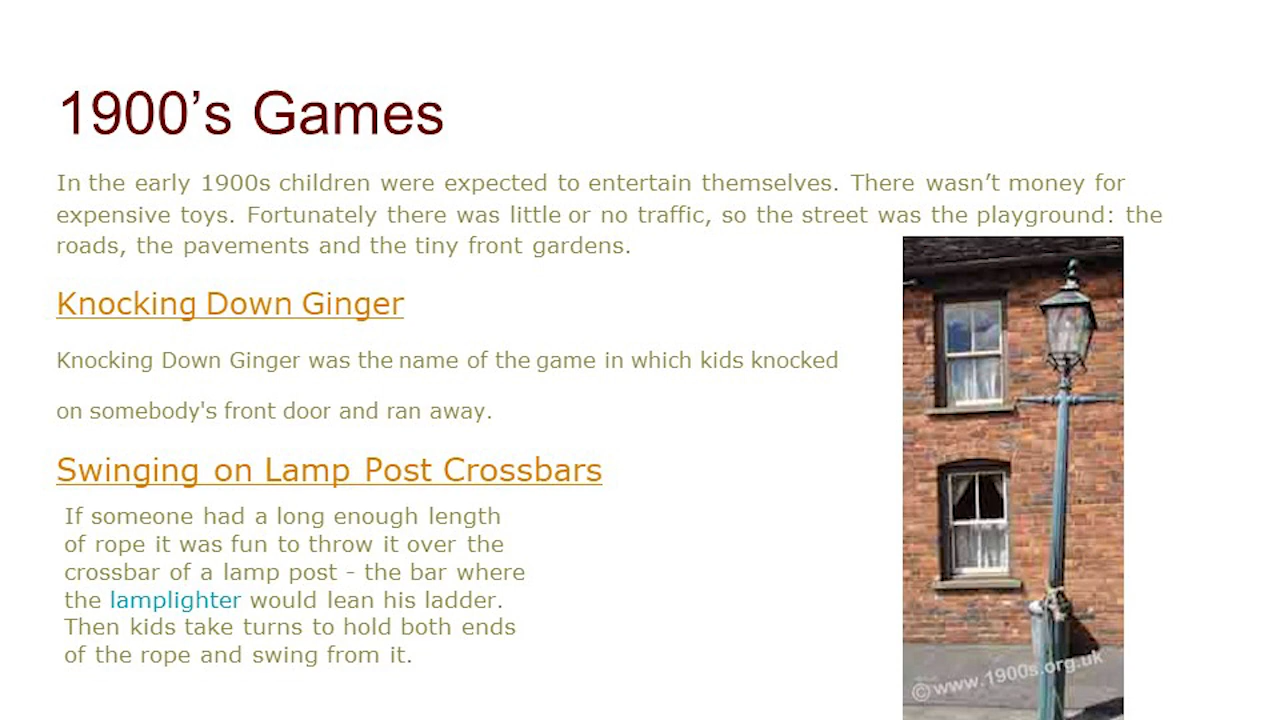 1900’s Games
In the early 1900s children were expected to entertain themselves. There wasn’t money for
expensive toys. Fortunately there was little or no traffic, so the street was the playground: the
roads, the pavements and the tiny front gardens.
Knocking Down Ginger
Knocking Down Ginger was the name of the game in which kids knocked
on somebody's front door and ran away.
Swinging on Lamp Post Crossbars
If someone had a long enough length
of rope it was fun to throw it over the
crossbar of a lamp post - the bar where
the lamplighter would lean his ladder.
Then kids take turns to hold both ends
of the rope and swing from it.
©www.1900s.org.uk